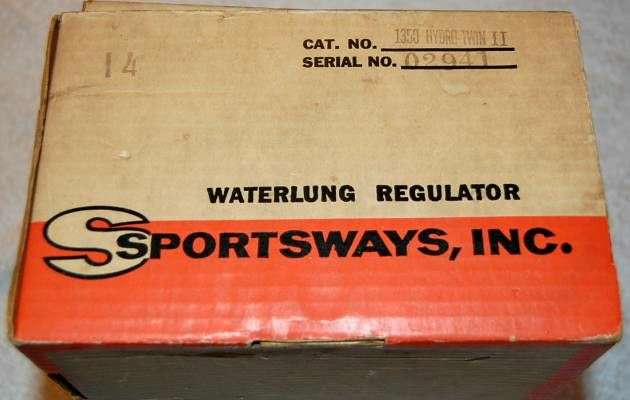 14
CAT. NO. 1350 HYDRO-TWIN II
SERIAL NO. 02941
WATERLUNG REGULATOR
S SPORTSWAYS, INC.